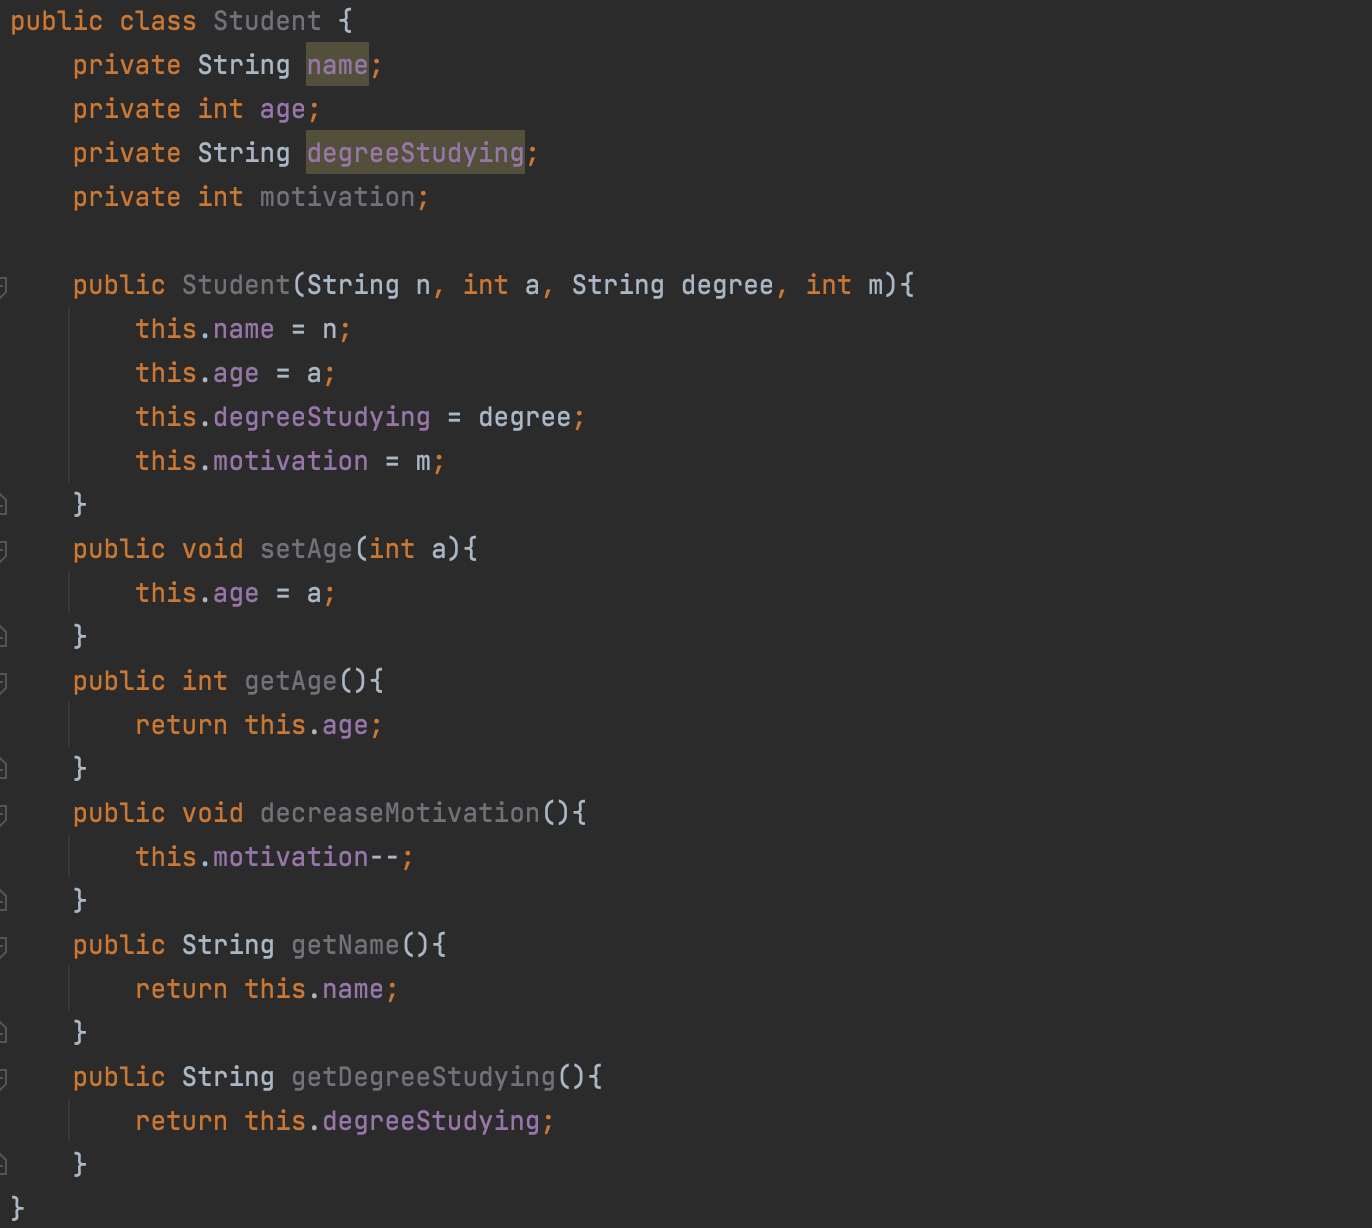 public class Student {
    private String name;
    private int age;
    private String degreeStudying;
    private int motivation;

    public Student(String n, int a, String degree, int m){
        this.name = n;
        this.age = a;
        this.degreeStudying = degree;
        this.motivation = m;
    }
    public void setAge(int a){
        this.age = a;
    }
    public int getAge(){
        return this.age;
    }
    public void decreaseMotivation(){
        this.motivation--;
    }
    public String getName(){
        return this.name;
    }
    public String getDegreeStudying(){
        return this.degreeStudying;
    }
}